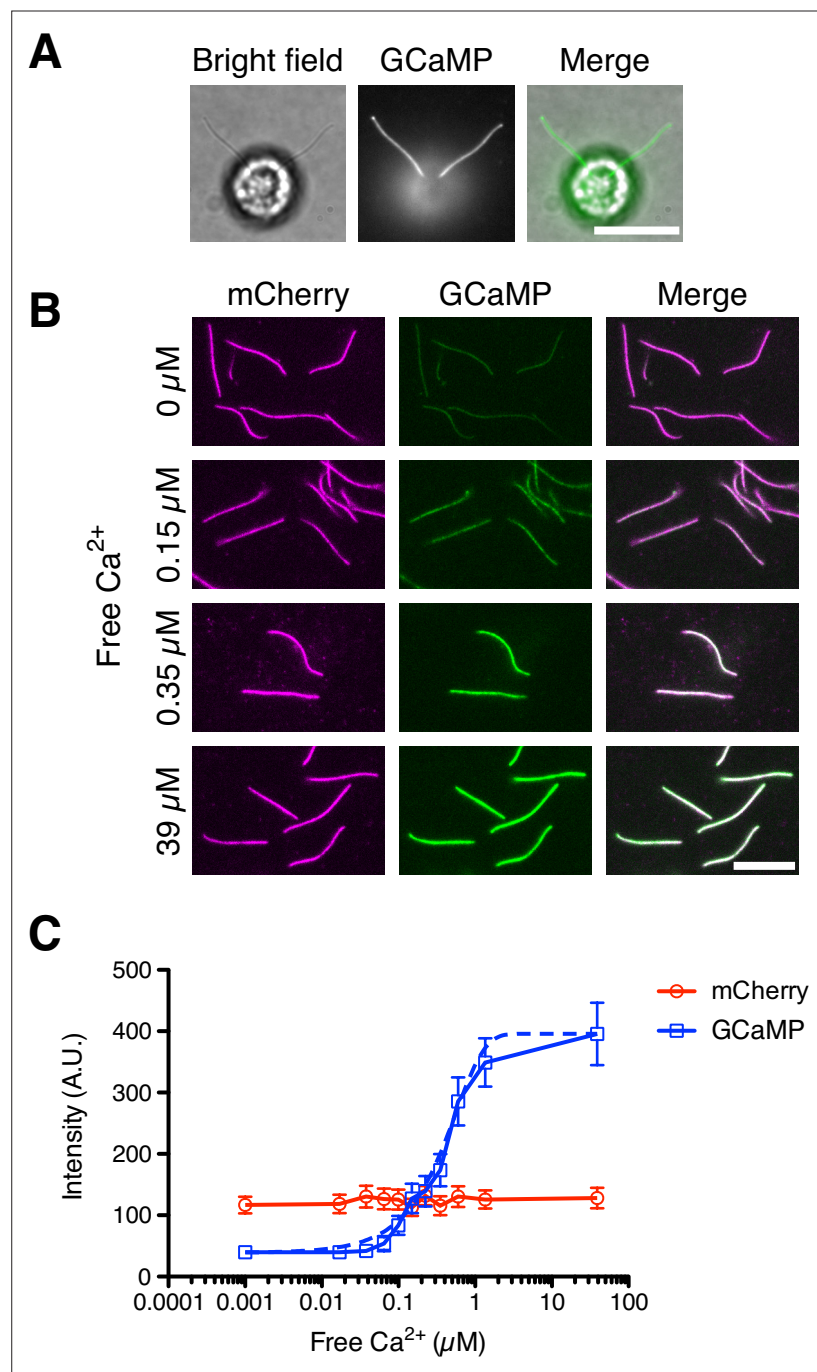 A
Bright field GCaMP Merge
B
mCherry GCaMP Merge
Free Ca²⁺
0 µM
0.15 µM
0.35 µM
39 µM
C
Intensity (A.U.)
500
400
300
200
100
0
0.0001 0.001 0.01 0.1 1 10 100
Free Ca²⁺ (µM)
mCherry
GCaMP